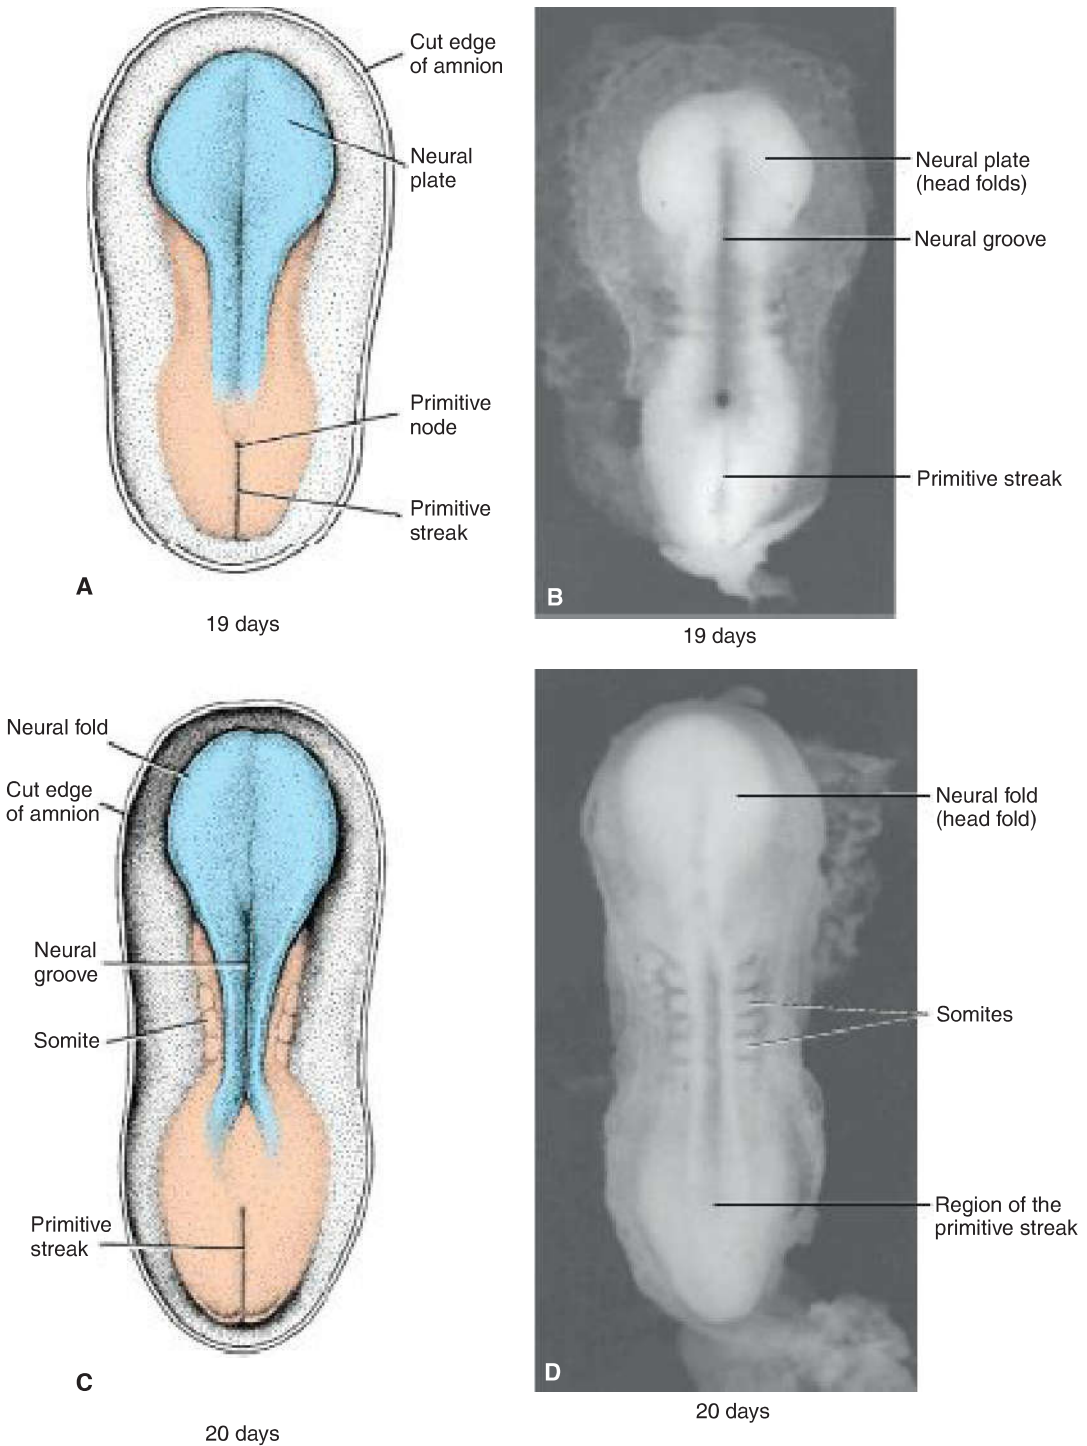 Cut edge
of amnion
Neural
plate
Primitive
node
Primitive
streak
A
19 days
Neural plate
(head folds)
Neural groove
Primitive streak
B
19 days
Neural fold
Cut edge
of amnion
Neural
groove
Somite
Primitive
streak
C
20 days
Neural fold
(head fold)
Somites
Region of the
primitive streak
D
20 days